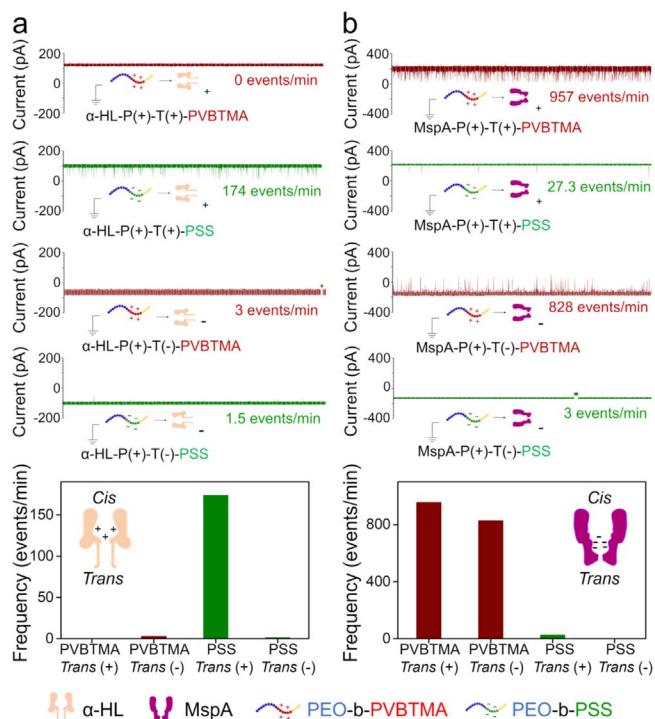 a
Current (pA)
200
0
-200
0 events/min
+
α-HL-P(+)-T(+)-PVBTMA
Current (pA)
200
0
-200
174 events/min
+
α-HL-P(+)-T(+)-PSS
Current (pA)
200
0
-200
3 events/min
-
α-HL-P(+)-T(-)-PVBTMA
Current (pA)
200
0
-200
1.5 events/min
-
α-HL-P(+)-T(-)-PSS
Frequency (events/min)
150
100
50
0
Cis
+ +
+
Trans
PVBTMA PVBTMA PSS PSS
Trans (+) Trans (-) Trans (+) Trans (-)
b
Current (pA)
400
0
-400
957 events/min
+
MspA-P(+)-T(+)-PVBTMA
Current (pA)
400
0
-400
27.3 events/min
+
MspA-P(+)-T(+)-PSS
Current (pA)
400
0
-400
828 events/min
-
MspA-P(+)-T(-)-PVBTMA
Current (pA)
400
0
-400
3 events/min
-
MspA-P(+)-T(-)-PSS
Frequency (events/min)
800
400
0
Cis
Trans
PVBTMA PVBTMA PSS PSS
Trans (+) Trans (-) Trans (+) Trans (-)
α-HL MspA PEO-b-PVBTMA PEO-b-PSS